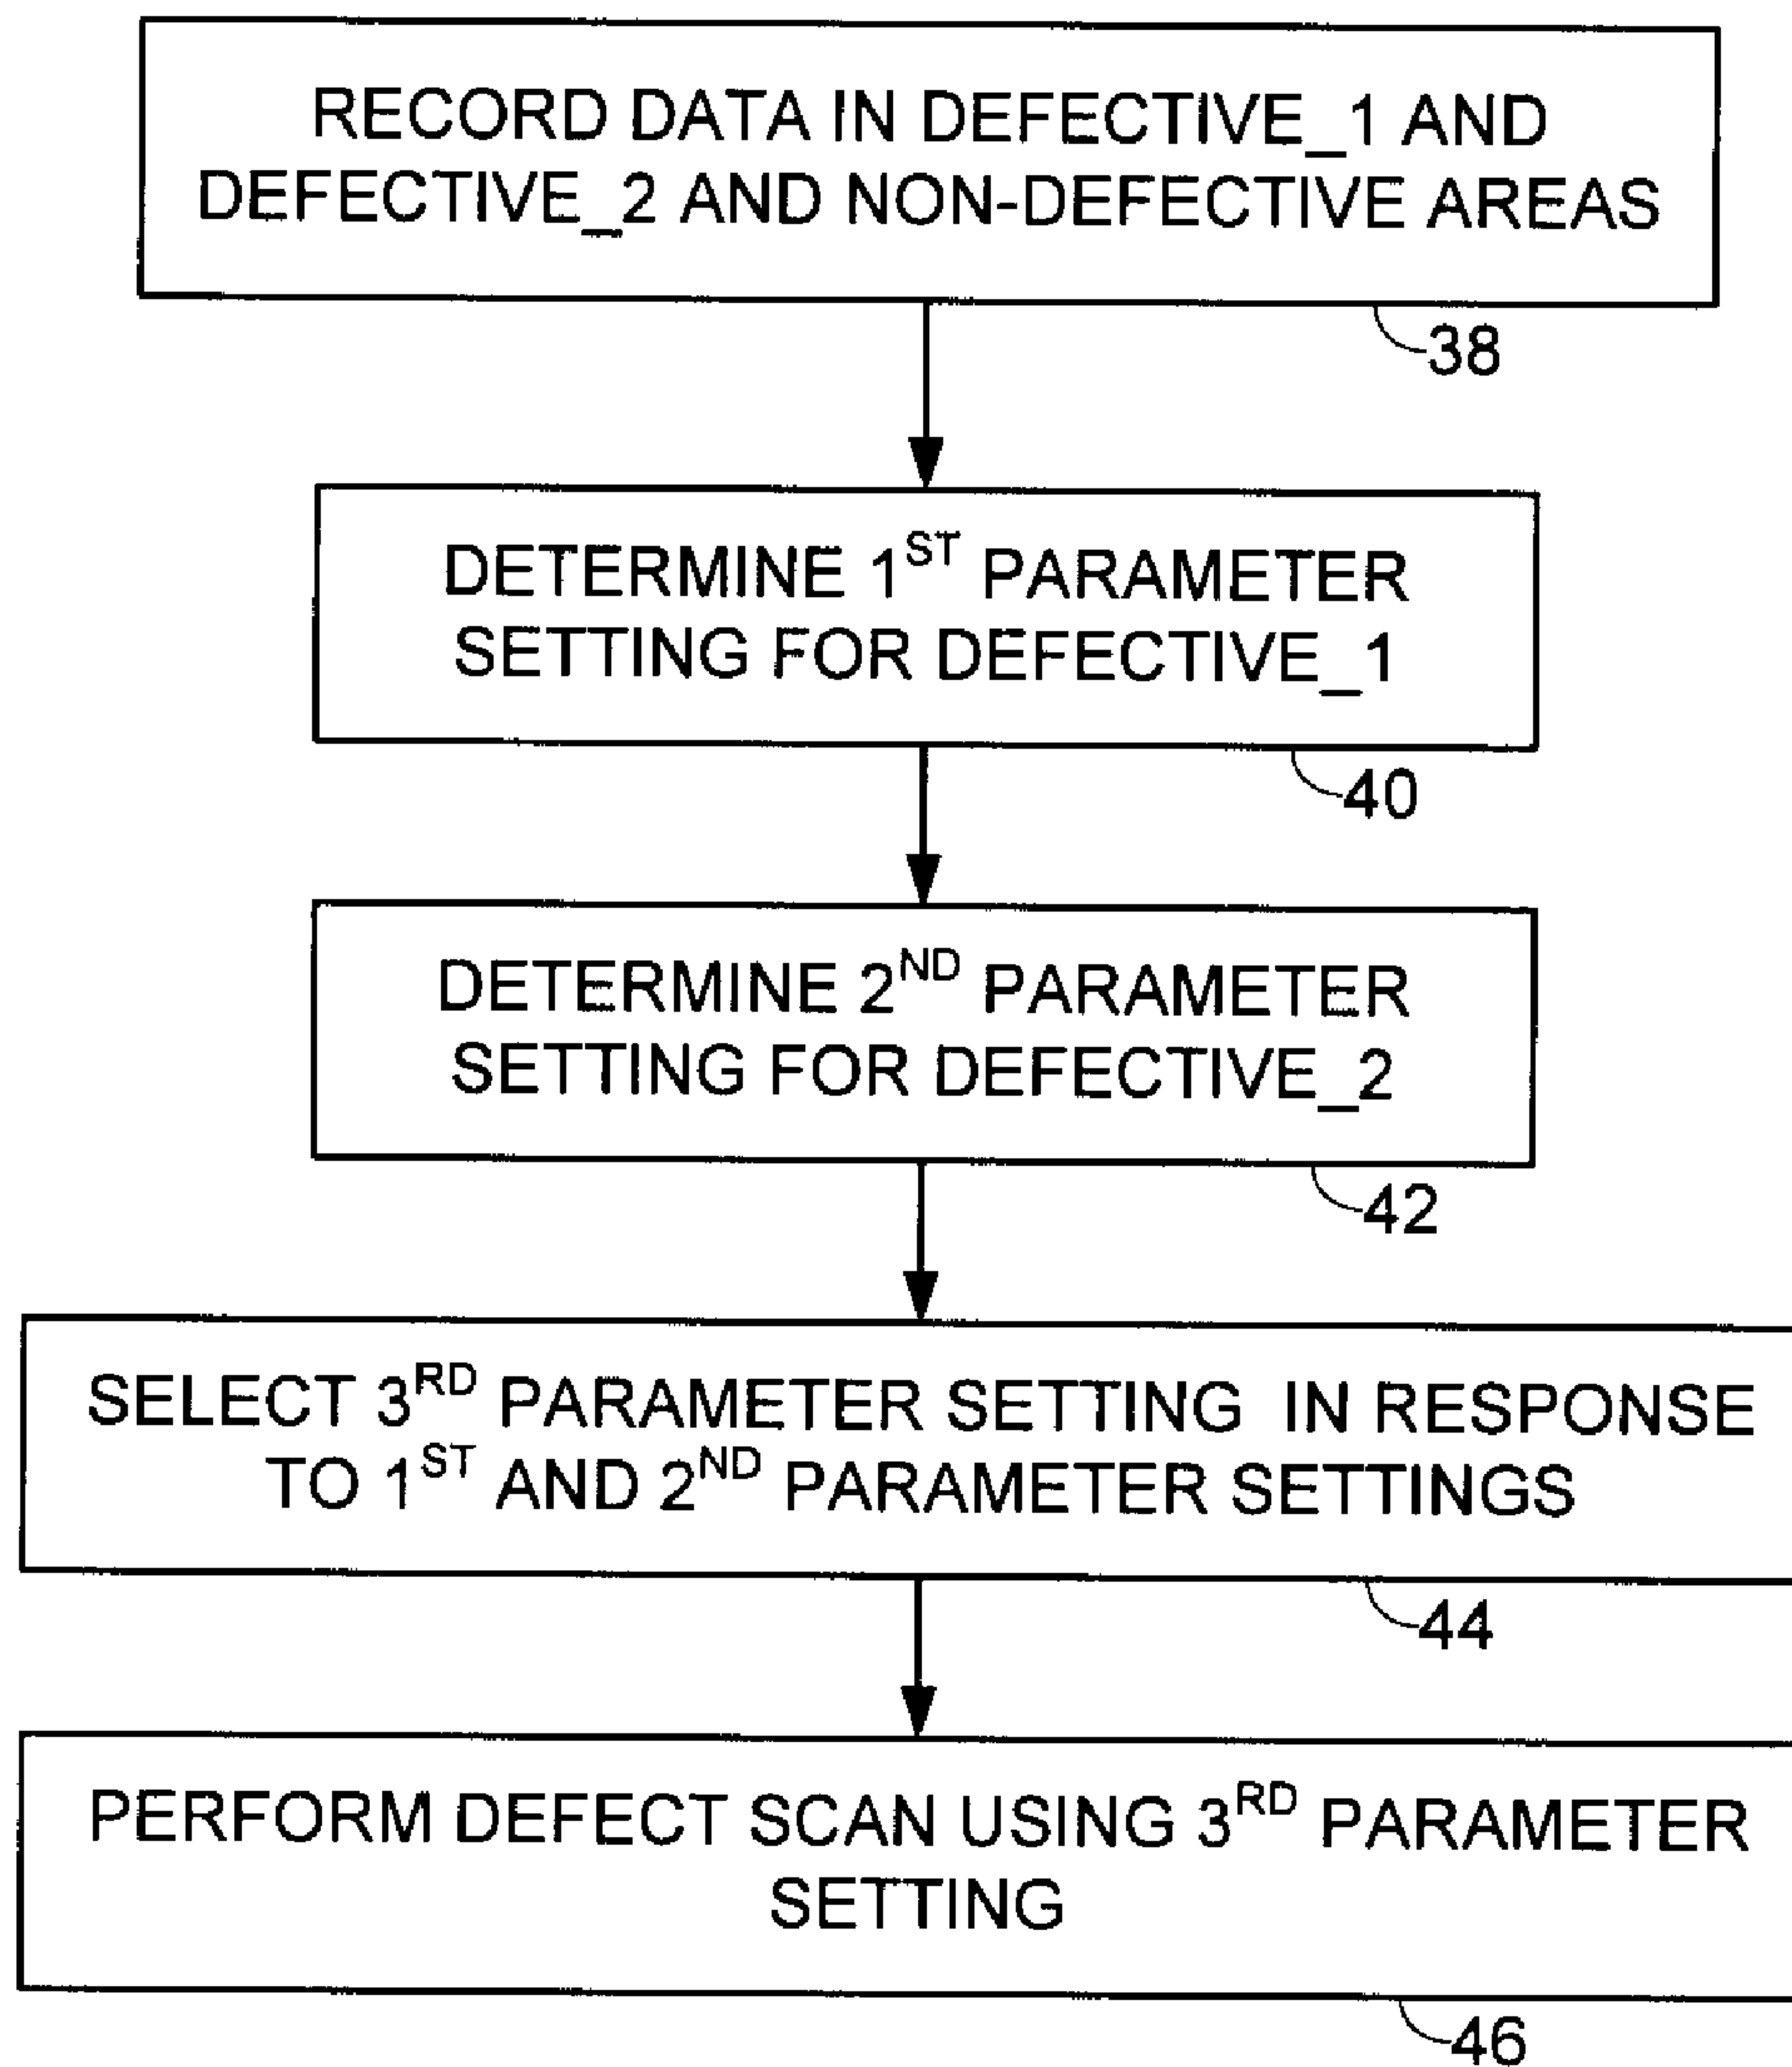 RECORD DATA IN DEFECTIVE_1 AND
DEFECTIVE_2 AND NON-DEFECTIVE AREAS
38
DETERMINE 1ST PARAMETER
SETTING FOR DEFECTIVE_1
40
DETERMINE 2ND PARAMETER
SETTING FOR DEFECTIVE_2
42
SELECT 3RD PARAMETER SETTING IN RESPONSE
TO 1ST AND 2ND PARAMETER SETTINGS
44
PERFORM DEFECT SCAN USING 3RD PARAMETER
SETTING
46